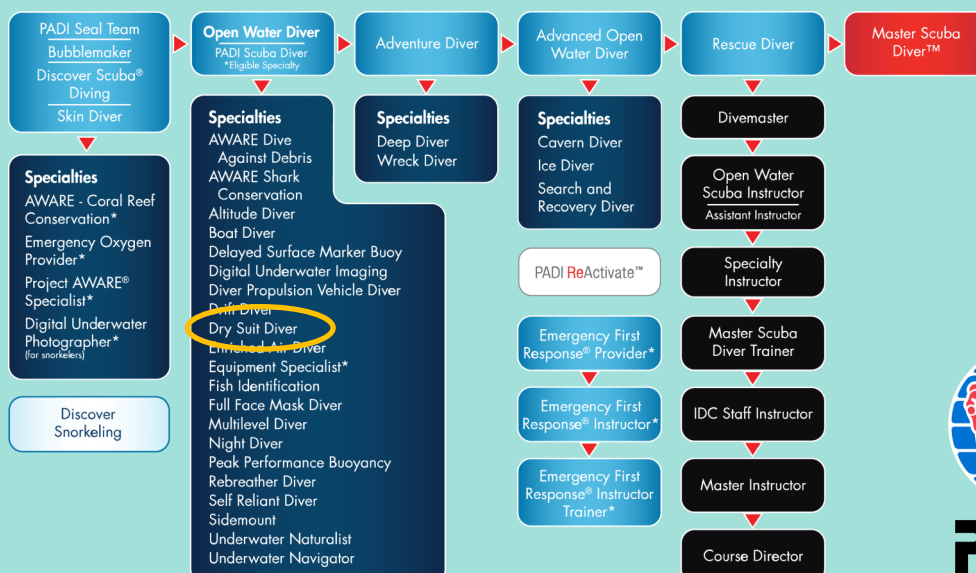 PADI Seal Team
Bubblemaker
Discover Scuba®
Diving
Skin Diver
Open Water Diver
PADI Scuba Diver
*Eligible Specialty
Adventure Diver
Advanced Open
Water Diver
Rescue Diver
Master Scuba
Diver™
Specialties
AWARE - Coral Reef
Conservation*
Emergency Oxygen
Provider*
Project AWARE®
Specialist*
Digital Underwater
Photographer*
(for snorkelers)
Discover
Snorkeling
Specialties
AWARE Dive
Against Debris
AWARE Shark
Conservation
Altitude Diver
Boat Diver
Delayed Surface Marker Buoy
Digital Underwater Imaging
Diver Propulsion Vehicle Diver
Drift Diver
Dry Suit Diver
Enriched Air Diver
Equipment Specialist*
Fish Identification
Full Face Mask Diver
Multilevel Diver
Night Diver
Peak Performance Buoyancy
Rebreather Diver
Self Reliant Diver
Sidemount
Underwater Naturalist
Underwater Navigator
Specialties
Deep Diver
Wreck Diver
Specialties
Cavern Diver
Ice Diver
Search and
Recovery Diver
PADI ReActivate™
Emergency First
Response® Provider*
Emergency First
Response® Instructor*
Emergency First
Response® Instructor
Trainer*
Divemaster
Open Water
Scuba Instructor
Assistant Instructor
Specialty
Instructor
Master Scuba
Diver Trainer
IDC Staff Instructor
Master Instructor
Course Director